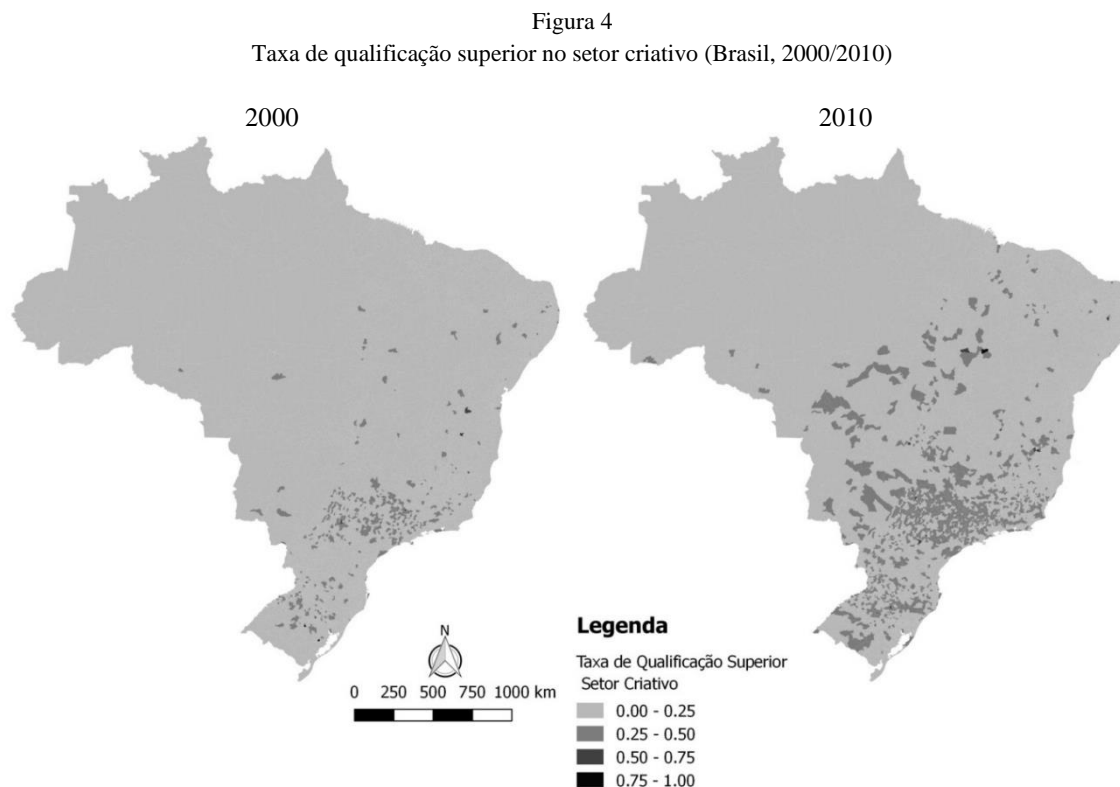 Figura 4
Taxa de qualificação superior no setor criativo (Brasil, 2000/2010)
2000
2010
N
0 250 500 750 1000 km
Legenda
Taxa de Qualificação Superior
Setor Criativo
0.00 - 0.25
0.25 - 0.50
0.50 - 0.75
0.75 - 1.00